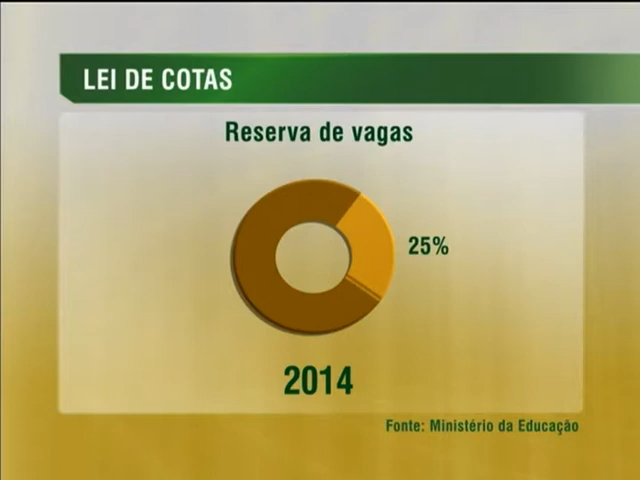 LEI DE COTAS
Reserva de vagas
25%
2014
Fonte: Ministério da Educação